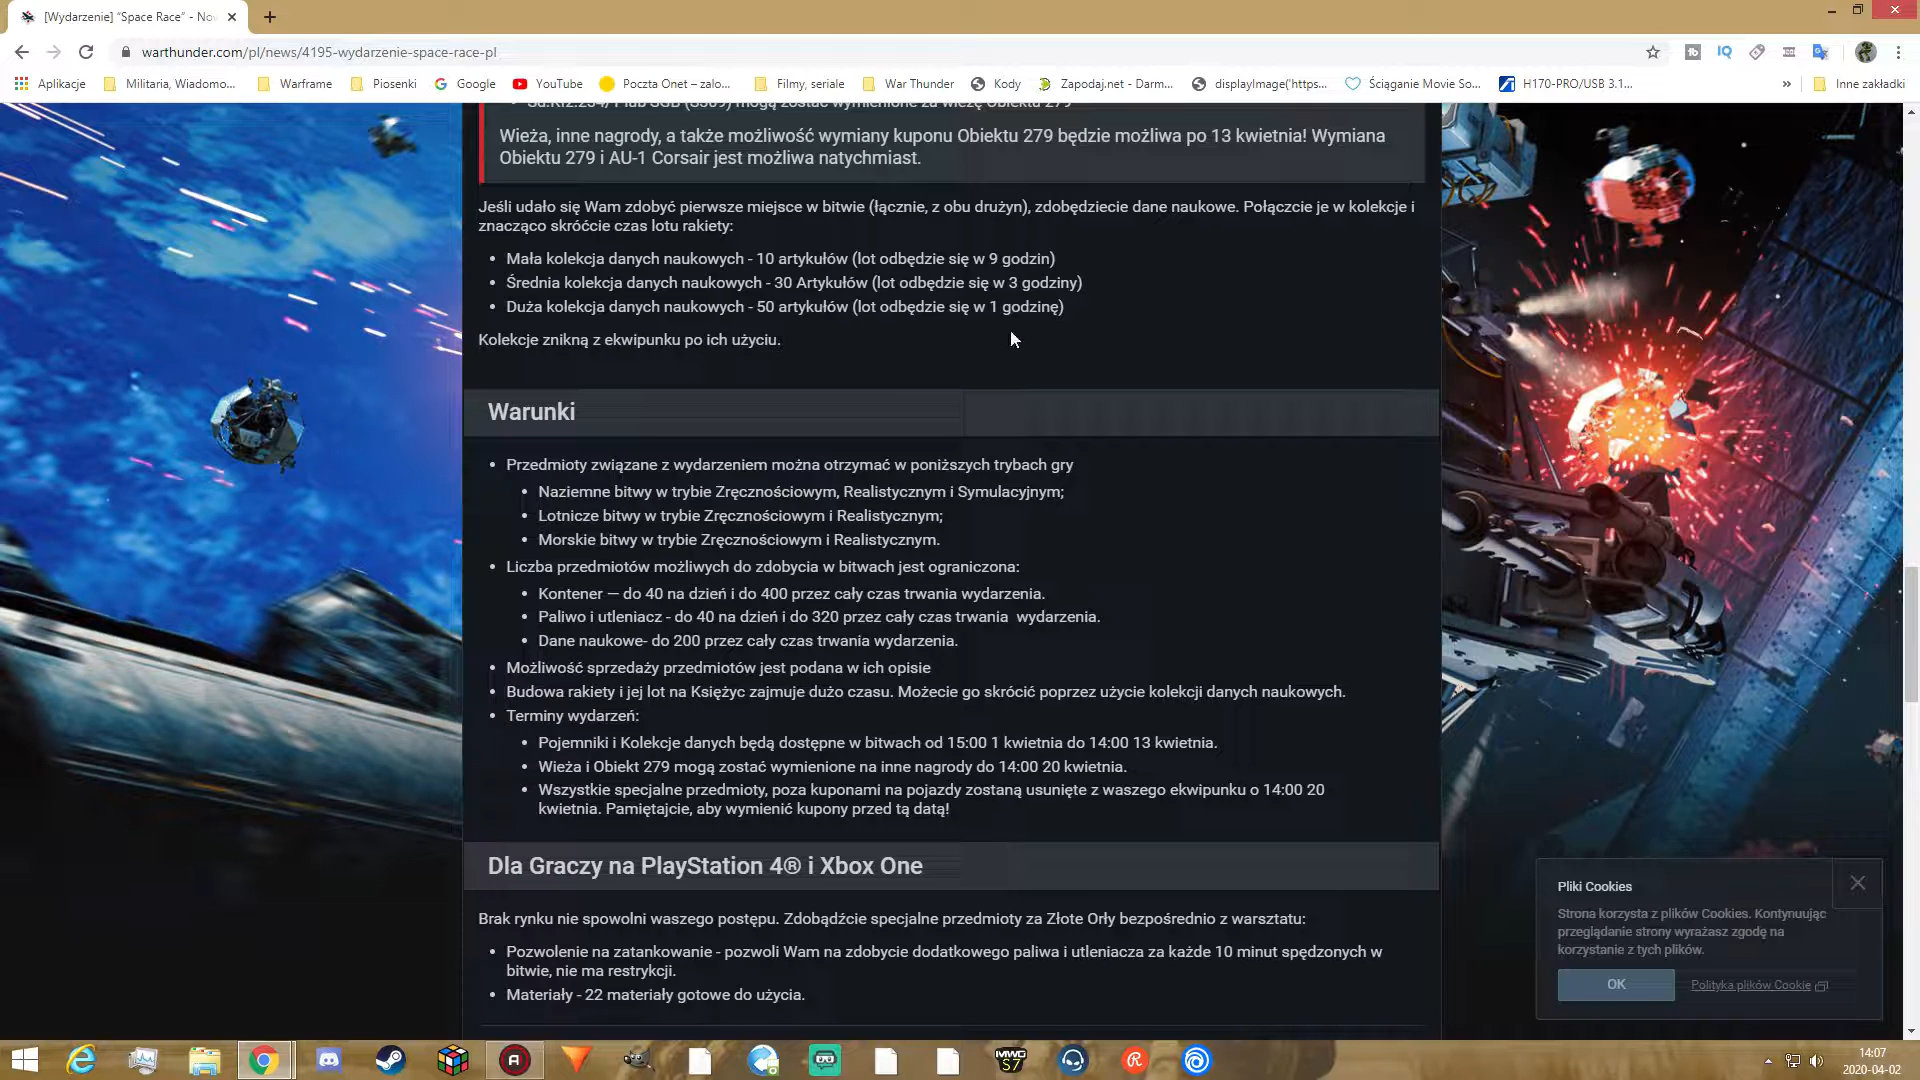 [Wydarzenie] “Space Race” - No
warthunder.com/pl/news/4195-wydarzenie-space-race-pl
Aplikacje Militaria, Wiadomo... Warframe Piosenki Google YouTube Poczta Onet – zalo... Filmy, seriale War Thunder Kody Zapodaj.net - Darm... displayImage('https... Ściąganie Movie So... H170-PRO/USB 3.1... » Inne zakładki
Wieża, inne nagrody, a także możliwość wymiany kuponu Obiektu 279 będzie możliwa po 13 kwietnia! Wymiana
Obiektu 279 i AU-1 Corsair jest możliwa natychmiast.
Jeśli udało się Wam zdobyć pierwsze miejsce w bitwie (łącznie, z obu drużyn), zdobędziecie dane naukowe. Połączcie je w kolekcje i
znacząco skróćcie czas lotu rakiety:
Mała kolekcja danych naukowych - 10 artykułów (lot odbędzie się w 9 godzin)
Średnia kolekcja danych naukowych - 30 Artykułów (lot odbędzie się w 3 godziny)
Duża kolekcja danych naukowych - 50 artykułów (lot odbędzie się w 1 godzinę)
Kolekcje znikną z ekwipunku po ich użyciu.
Warunki
Przedmioty związane z wydarzeniem można otrzymać w poniższych trybach gry
Naziemne bitwy w trybie Zręcznościowym, Realistycznym i Symulacyjnym;
Lotnicze bitwy w trybie Zręcznościowym i Realistycznym;
Morskie bitwy w trybie Zręcznościowym i Realistycznym.
Liczba przedmiotów możliwych do zdobycia w bitwach jest ograniczona:
Kontener — do 40 na dzień i do 400 przez cały czas trwania wydarzenia.
Paliwo i utleniacz - do 40 na dzień i do 320 przez cały czas trwania wydarzenia.
Dane naukowe- do 200 przez cały czas trwania wydarzenia.
Możliwość sprzedaży przedmiotów jest podana w ich opisie
Budowa rakiety i jej lot na Księżyc zajmuje dużo czasu. Możecie go skrócić poprzez użycie kolekcji danych naukowych.
Terminy wydarzeń:
Pojemniki i Kolekcje danych będą dostępne w bitwach od 15:00 1 kwietnia do 14:00 13 kwietnia.
Wieża i Obiekt 279 mogą zostać wymienione na inne nagrody do 14:00 20 kwietnia.
Wszystkie specjalne przedmioty, poza kuponami na pojazdy zostaną usunięte z waszego ekwipunku o 14:00 20
kwietnia. Pamiętajcie, aby wymienić kupony przed tą datą!
Dla Graczy na PlayStation 4® i Xbox One
Brak rynku nie spowolni waszego postępu. Zdobądźcie specjalne przedmioty za Złote Orły bezpośrednio z warsztatu:
Pozwolenie na zatankowanie - pozwoli Wam na zdobycie dodatkowego paliwa i utleniacza za każde 10 minut spędzonych w
bitwie, nie ma restrykcji.
Materiały - 22 materiały gotowe do użycia.
Pliki Cookies
Strona korzysta z plików Cookies. Kontynuując
przeglądanie strony wyrażasz zgodę na
korzystanie z tych plików.
OK Polityka plików Cookie
14:07
2020-04-02